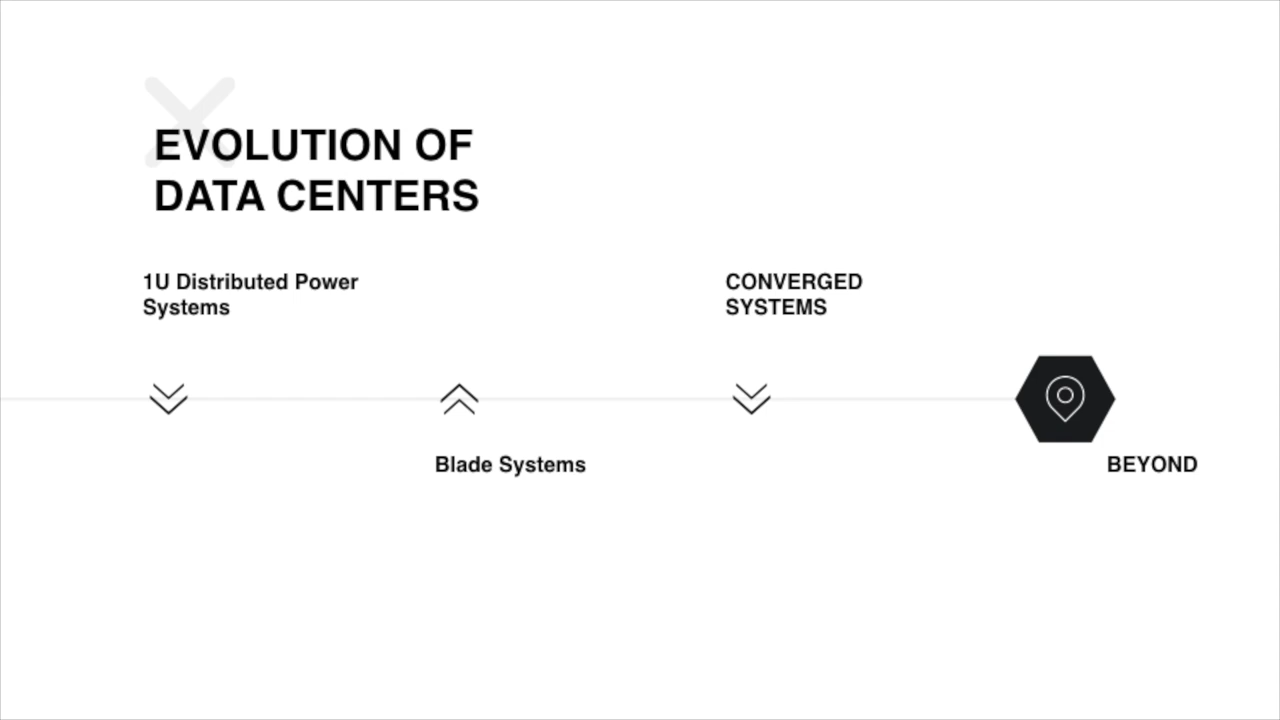 EVOLUTION OF
DATA CENTERS
1U Distributed Power
Systems
CONVERGED
SYSTEMS
Blade Systems
BEYOND